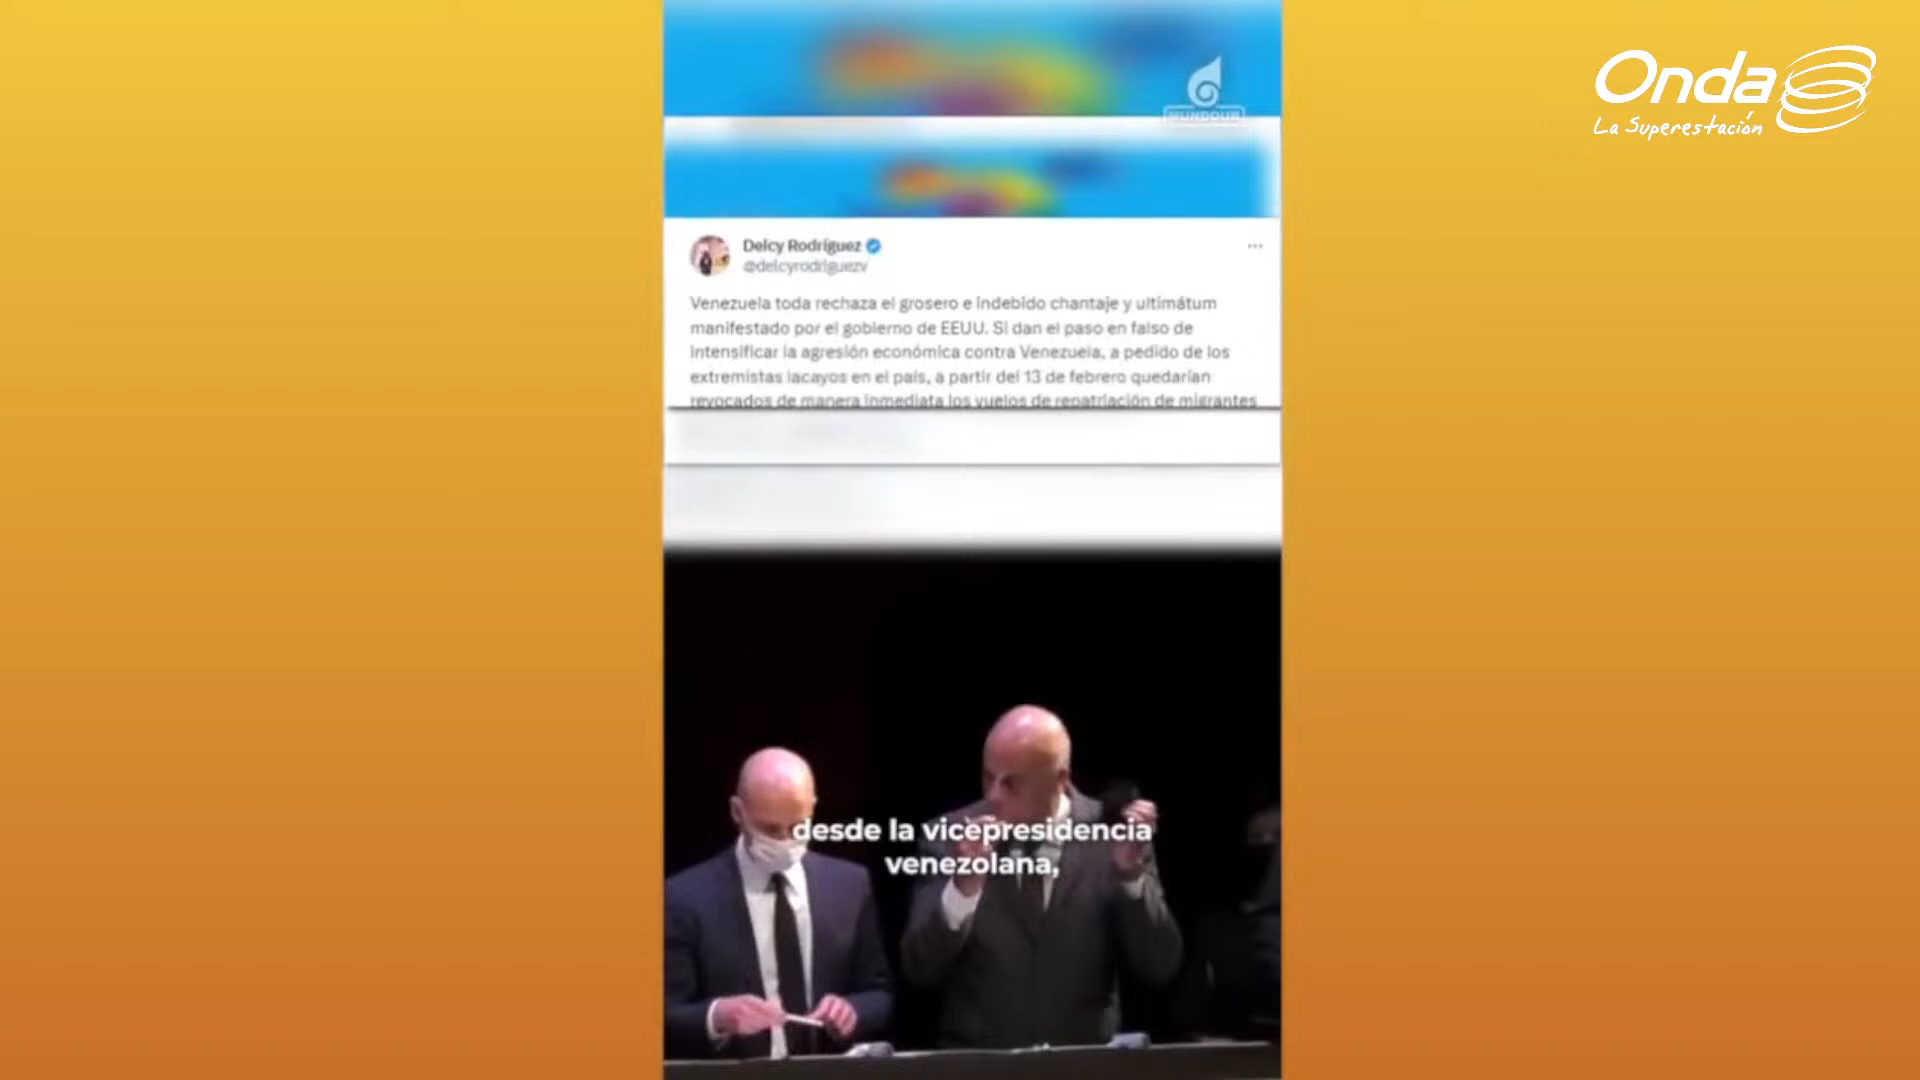 Onda
La Superestación
MUNDOUR
Delcy Rodríguez
@delcyrodriguezv
Venezuela toda rechaza el grosero e indebido chantaje y ultimátum
manifestado por el gobierno de EEUU. Si dan el paso en falso de
intensificar la agresión económica contra Venezuela, a pedido de los
extremistas lacayos en el país, a partir del 13 de febrero quedarían
revocados de manera inmediata los vuelos de repatriación de migrantes
desde la vicepresidencia
venezolana,